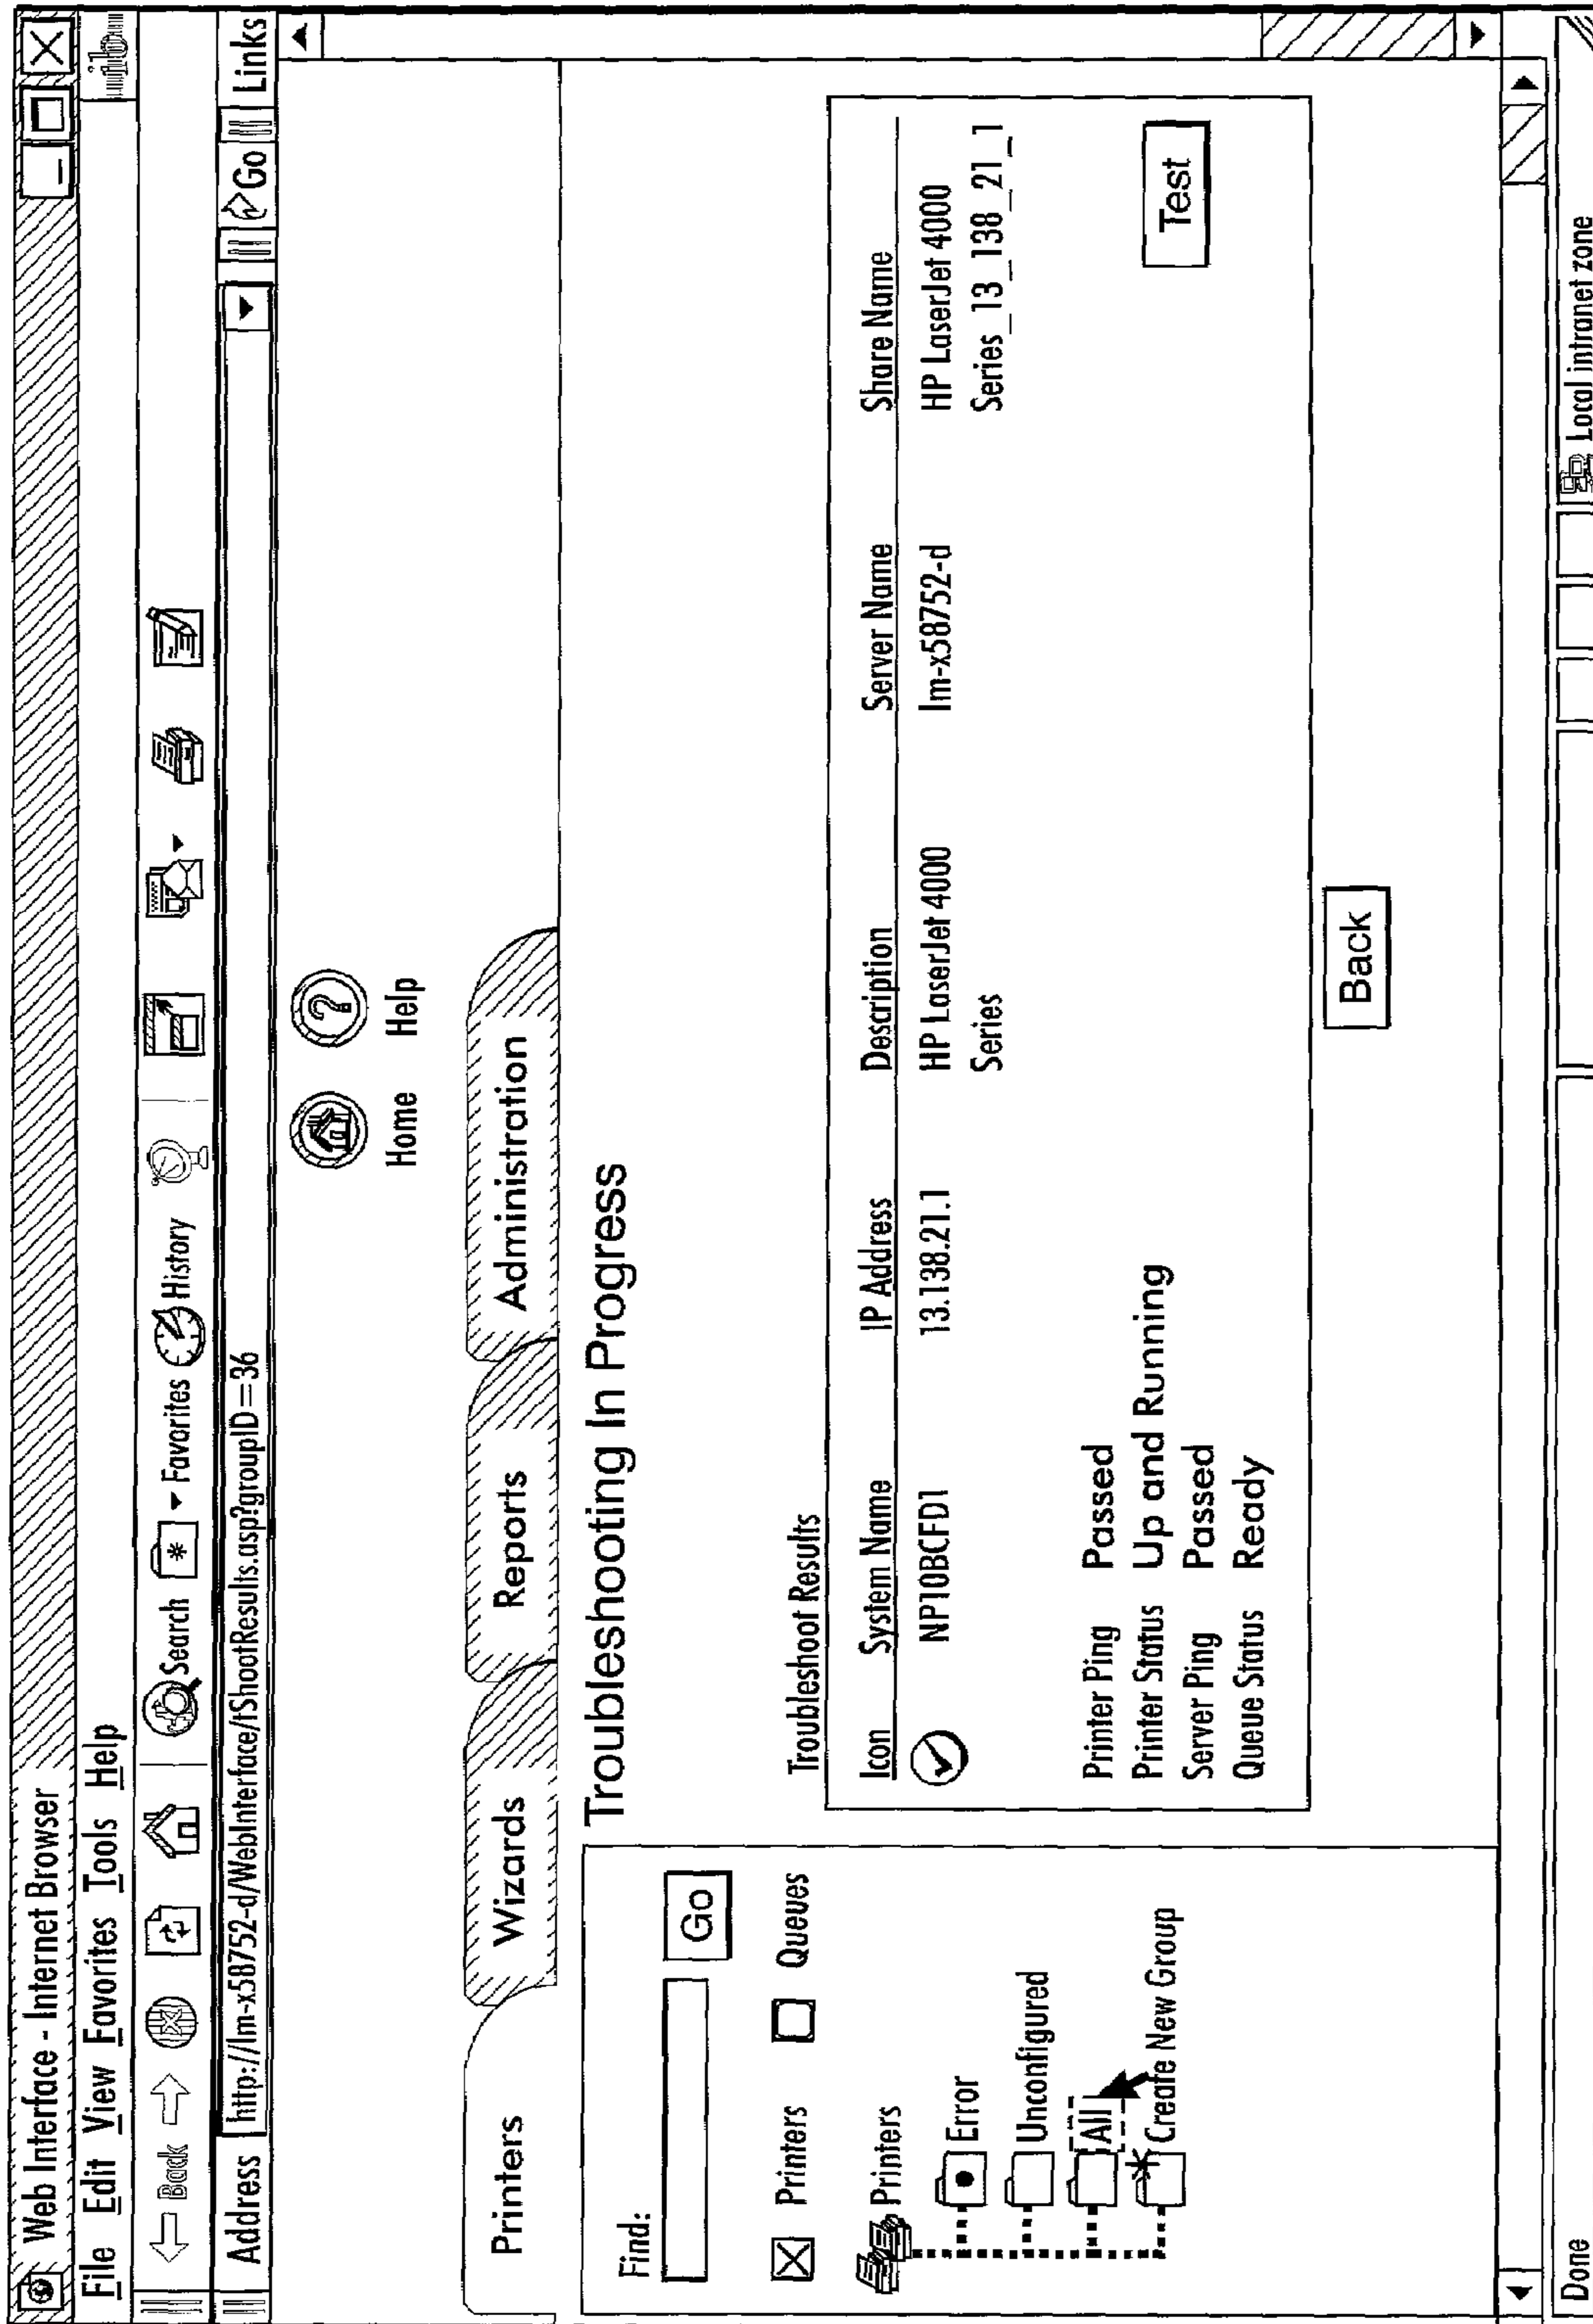 Web Interface - Internet Browser
File Edit View Favorites Tools Help
Back Search Favorites History
Address http://lm-x58752-d/WebInterface/tShootResults.asp?groupID=36 Go Links
Home Help
Printers Wizards Reports Administration
Find:
Go
Printers Queues
Printers
Error
Unconfigured
All
Create New Group
Troubleshooting In Progress
Troubleshoot Results
Icon System Name IP Address Description Server Name Share Name
NP10BCFD1 13.138.21.1 HP LaserJet 4000 lm-x58752-d HP LaserJet 4000
Series Series_13_138_21_1
Printer Ping Passed
Printer Status Up and Running
Server Ping Passed
Queue Status Ready
Test
Back
Done Local intranet zone